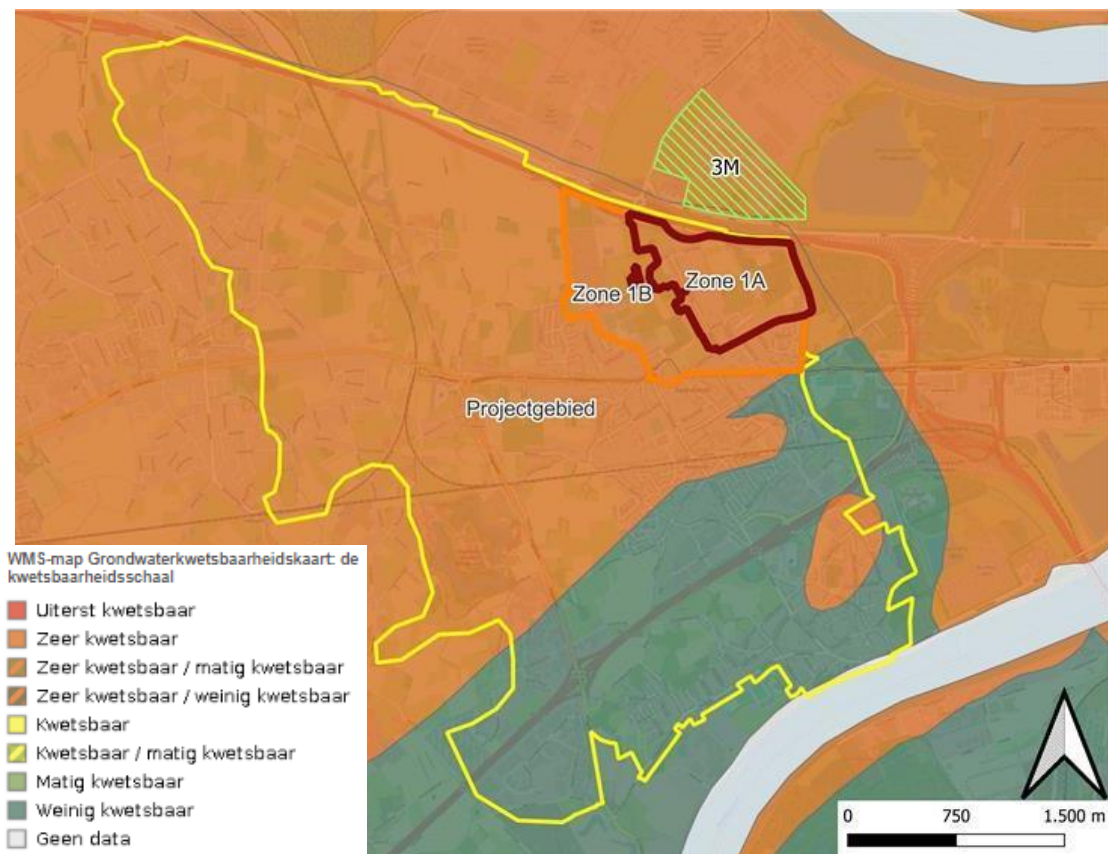 3M
Zone 1A
Zone 1B
Projectgebied
WMS-map Grondwaterkwetsbaarheidskaart: de
kwetsbaarheidsschaal
Uiterst kwetsbaar
Zeer kwetsbaar
Zeer kwetsbaar / matig kwetsbaar
Zeer kwetsbaar / weinig kwetsbaar
Kwetsbaar
Kwetsbaar / matig kwetsbaar
Matig kwetsbaar
Weinig kwetsbaar
Geen data
0 750 1.500 m